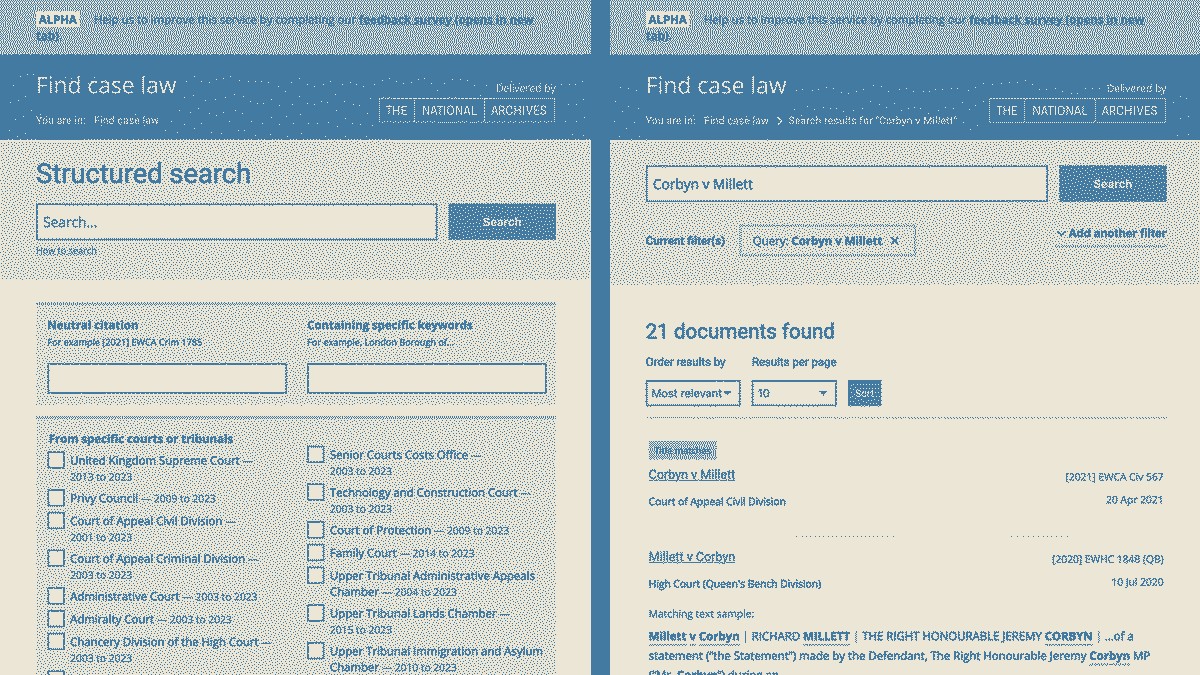 ALPHA Help us to improve this service by completing our feedback survey (opens in new
tab)
Find case law
Delivered by
THE NATIONAL ARCHIVES
You are in: Find case law
Structured search
Search...
Search
How to search
Neutral citation
For example [2021] EWCA Crim 1785
Containing specific keywords
For example, London Borough of...
From specific courts or tribunals
United Kingdom Supreme Court —
2013 to 2023
Privy Council — 2009 to 2023
Court of Appeal Civil Division —
2001 to 2023
Court of Appeal Criminal Division —
2003 to 2023
Administrative Court — 2003 to 2023
Admiralty Court — 2003 to 2023
Chancery Division of the High Court —
2003 to 2023
Senior Courts Costs Office —
2003 to 2023
Technology and Construction Court —
2003 to 2023
Court of Protection — 2009 to 2023
Family Court — 2014 to 2023
Upper Tribunal Administrative Appeals
Chamber — 2004 to 2023
Upper Tribunal Lands Chamber —
2015 to 2023
Upper Tribunal Immigration and Asylum
Chamber — 2010 to 2023
ALPHA Help us to improve this service by completing our feedback survey (opens in new
tab)
Find case law
Delivered by
THE NATIONAL ARCHIVES
You are in: Find case law > Search results for "Corbyn v Millett"
Corbyn v Millett
Search
Current filter(s)
Query: Corbyn v Millett ✕
Add another filter
21 documents found
Order results by
Results per page
Most relevant
10
Sort
Title matches
Corbyn v Millett
[2021] EWCA Civ 567
Court of Appeal Civil Division
20 Apr 2021
Millett v Corbyn
[2020] EWHC 1848 (QB)
High Court (Queen's Bench Division)
10 Jul 2020
Matching text sample:
Millett v Corbyn | RICHARD MILLETT | THE RIGHT HONOURABLE JEREMY CORBYN | ...of a
statement ("the Statement") made by the Defendant, The Right Honourable Jeremy Corbyn MP
("Mr. Corbyn") during an